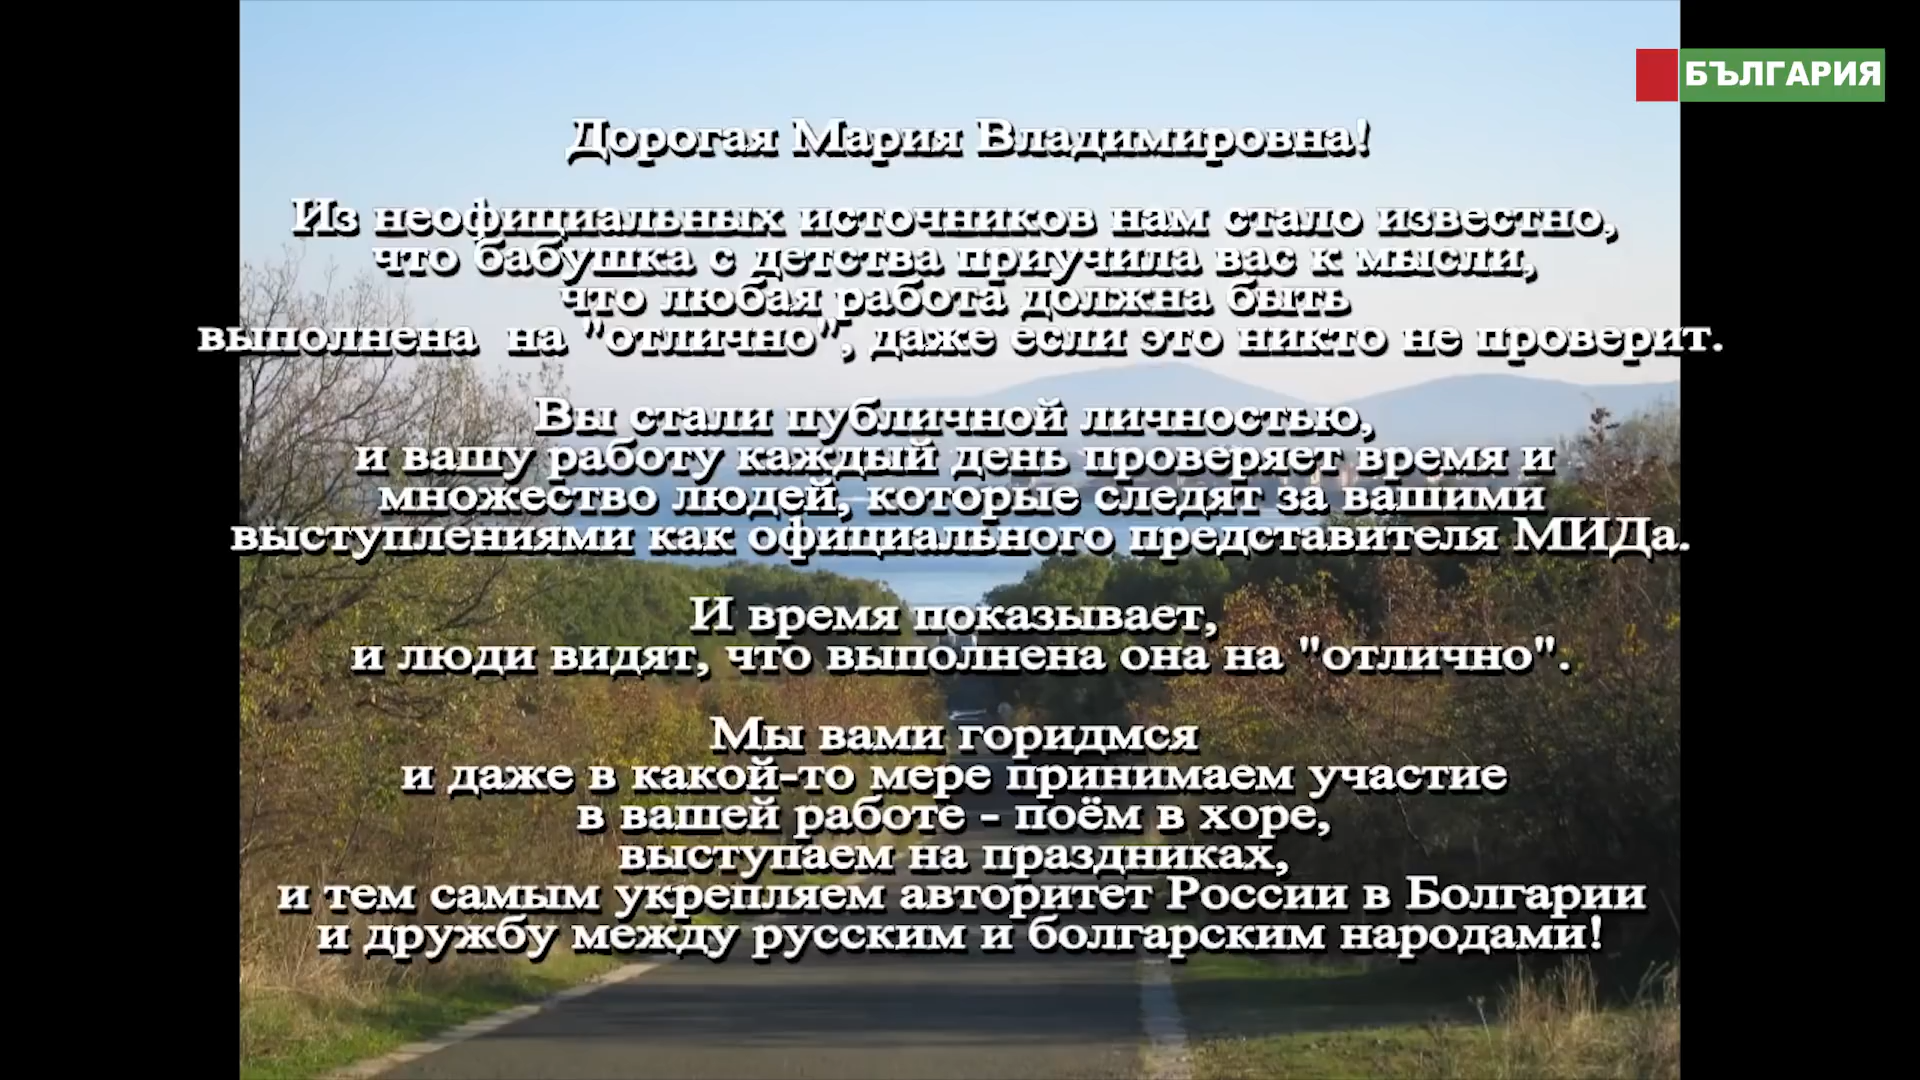 БЪЛГАРИЯ
Дорогая Мария Владимировна!
Из неофициальных источников нам стало известно,
что бабушка с детства приучила вас к мысли,
что любая работа должна быть
выполнена на "отлично", даже если это никто не проверит.
Вы стали публичной личностью,
и вашу работу каждый день проверяет время и
множество людей, которые следят за вашими
выступлениями как официального представителя МИДа.
И время показывает,
и люди видят, что выполнена она на "отлично".
Мы вами горидмся
и даже в какой-то мере принимаем участие
в вашей работе - поём в хоре,
выступаем на праздниках,
и тем самым укрепляем авторитет России в Болгарии
и дружбу между русским и болгарским народами!